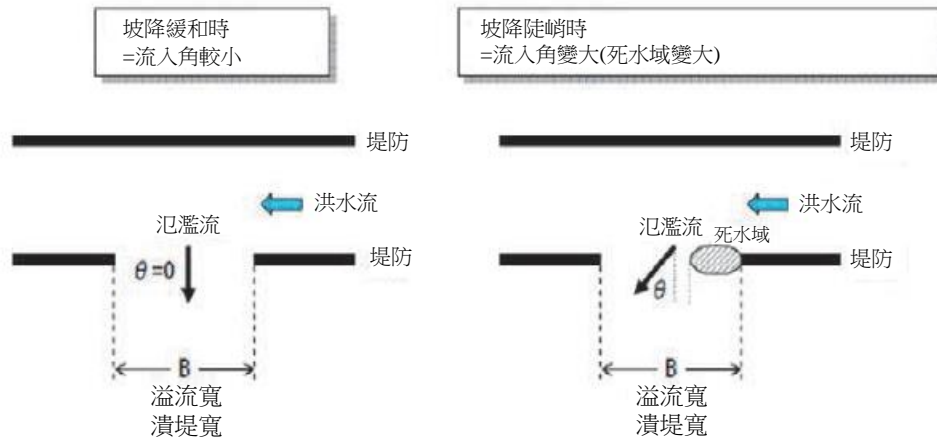 坡降緩和時
=流入角較小
堤防
洪水流
氾濫流
θ=0
堤防
B
溢流寬
潰堤寬
坡降陡峭時
=流入角變大(死水域變大)
堤防
洪水流
氾濫流
死水域
堤防
θ
B
溢流寬
潰堤寬